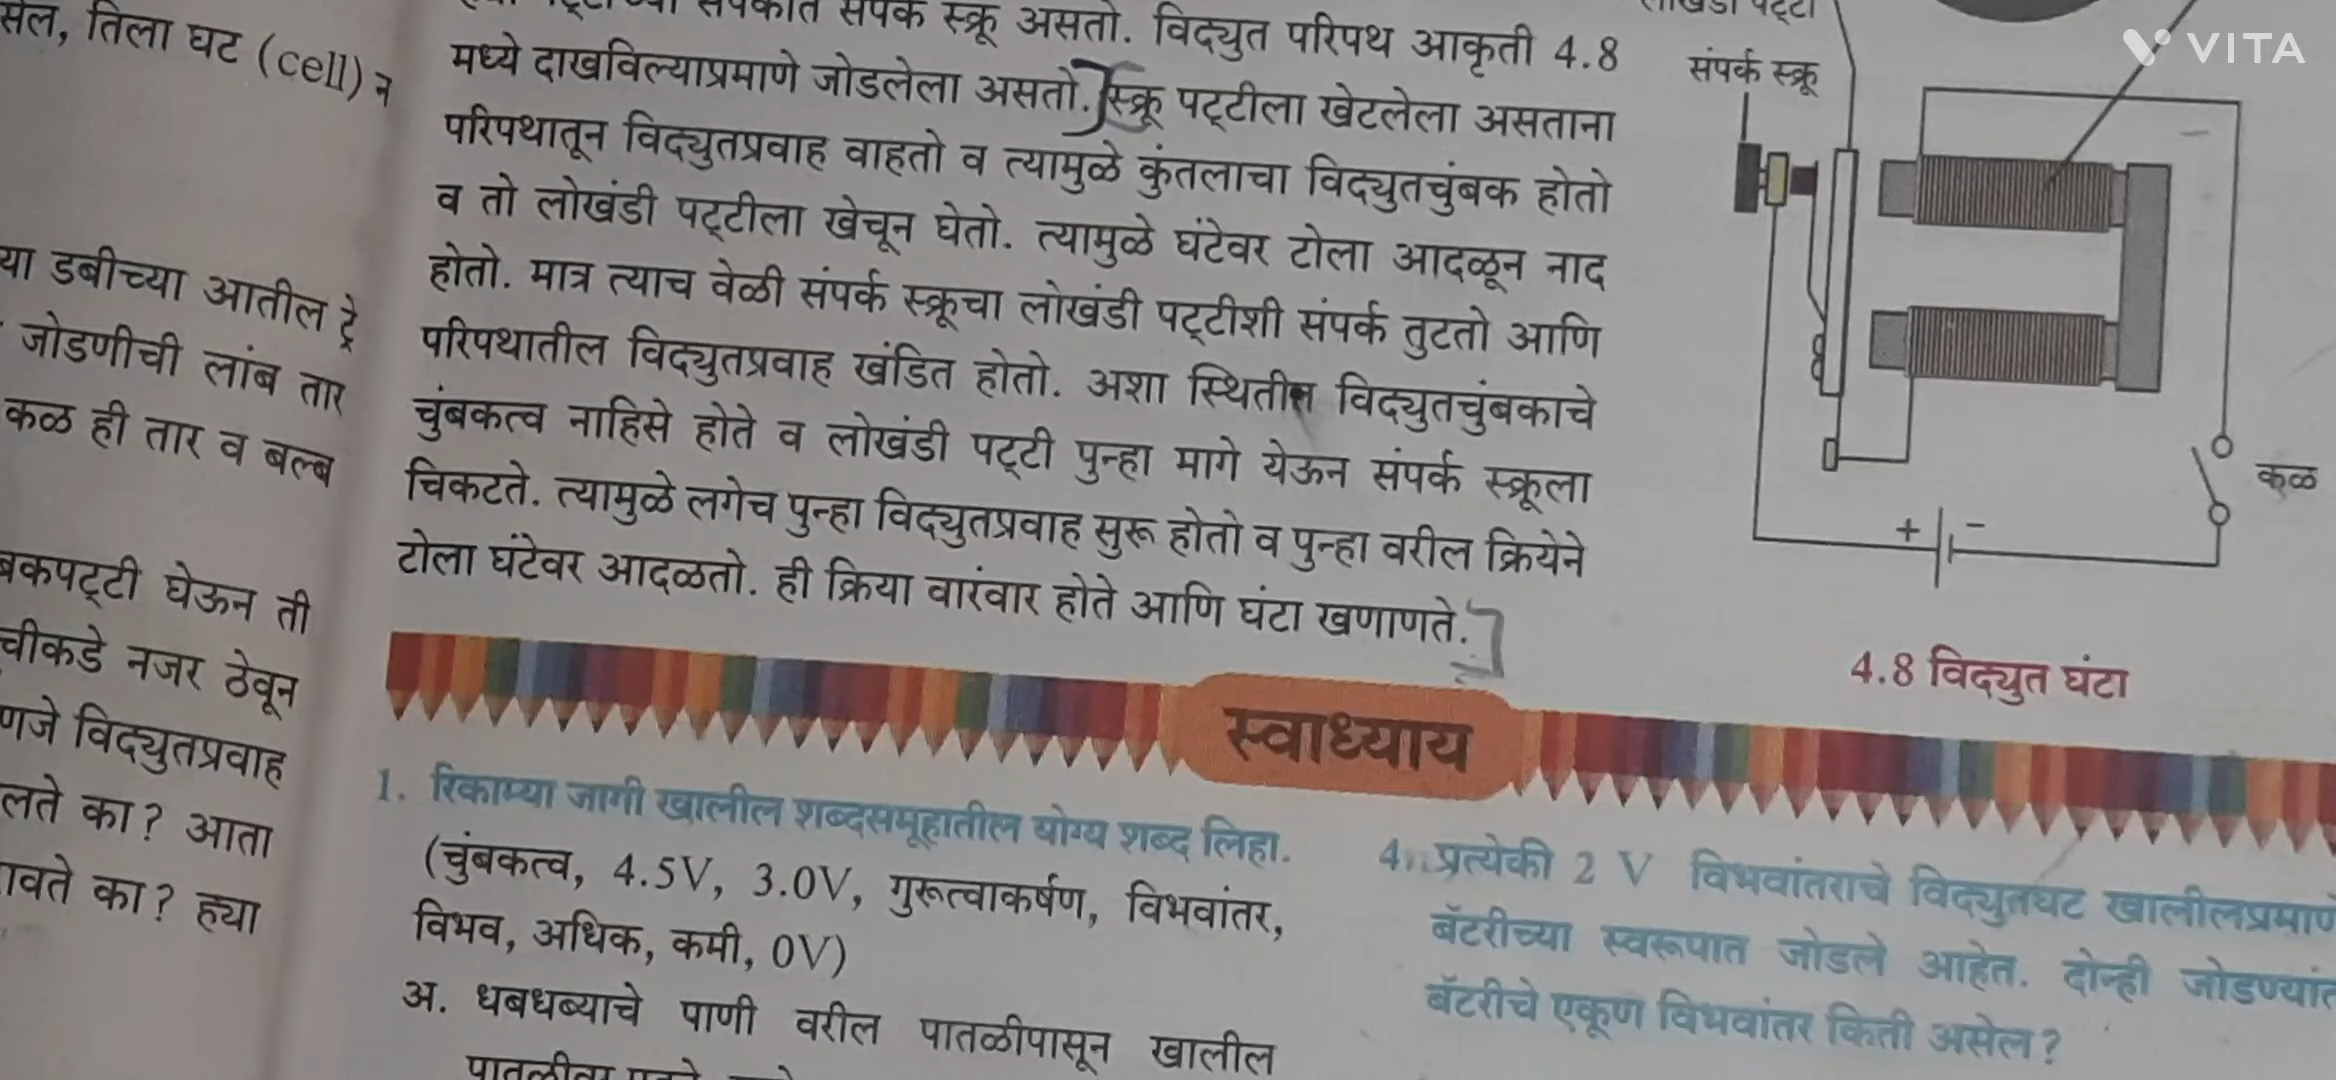 सेल, तिला घट (cell) न
या डबीच्या आतील ट्रे
जोडणीची लांब तार
कळ ही तार व बल्ब
बकपट्टी घेऊन ती
चीकडे नजर ठेवून
णजे विद्युतप्रवाह
लते का? आता
ावते का? ह्या
संपर्क स्क्रू असतो. विद्युत परिपथ आकृती 4.8
मध्ये दाखविल्याप्रमाणे जोडलेला असतो. स्क्रू पट्टीला खेटलेला असताना
परिपथातून विद्युतप्रवाह वाहतो व त्यामुळे कुंतलाचा विद्युतचुंबक होतो
व तो लोखंडी पट्टीला खेचून घेतो. त्यामुळे घंटेवर टोला आदळून नाद
होतो. मात्र त्याच वेळी संपर्क स्क्रूचा लोखंडी पट्टीशी संपर्क तुटतो आणि
परिपथातील विद्युतप्रवाह खंडित होतो. अशा स्थितीत विद्युतचुंबकाचे
चुंबकत्व नाहिसे होते व लोखंडी पट्टी पुन्हा मागे येऊन संपर्क स्क्रूला
चिकटते. त्यामुळे लगेच पुन्हा विद्युतप्रवाह सुरू होतो व पुन्हा वरील क्रियेने
टोला घंटेवर आदळतो. ही क्रिया वारंवार होते आणि घंटा खणाणते.
लोखंडी पट्टी
संपर्क स्क्रू
VITA
कळ
+ -
4.8 विद्युत घंटा
स्वाध्याय
1. रिकाम्या जागी खालील शब्दसमूहातील योग्य शब्द लिहा.
(चुंबकत्व, 4.5V, 3.0V, गुरूत्वाकर्षण, विभवांतर,
विभव, अधिक, कमी, 0V)
अ. धबधब्याचे पाणी वरील पातळीपासून खालील
4. प्रत्येकी 2 V विभवांतराचे विद्युतघट खालीलप्रमाणे
बॅटरीच्या स्वरूपात जोडले आहेत. दोन्ही जोडण्यांत
बॅटरीचे एकूण विभवांतर किती असेल?